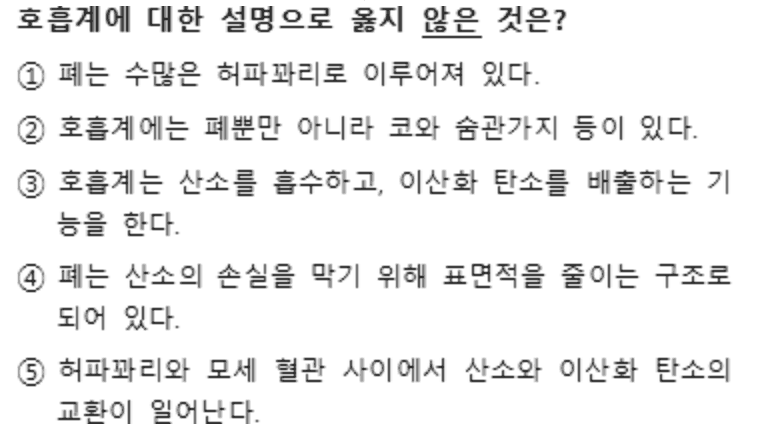 호흡계에 대한 설명으로 옳지 않은 것은?
① 폐는 수많은 허파꽈리로 이루어져 있다.
② 호흡계에는 폐뿐만 아니라 코와 숨관가지 등이 있다.
③ 호흡계는 산소를 흡수하고, 이산화 탄소를 배출하는 기
능을 한다.
④ 폐는 산소의 손실을 막기 위해 표면적을 줄이는 구조로
되어 있다.
⑤ 허파꽈리와 모세 혈관 사이에서 산소와 이산화 탄소의
교환이 일어난다.